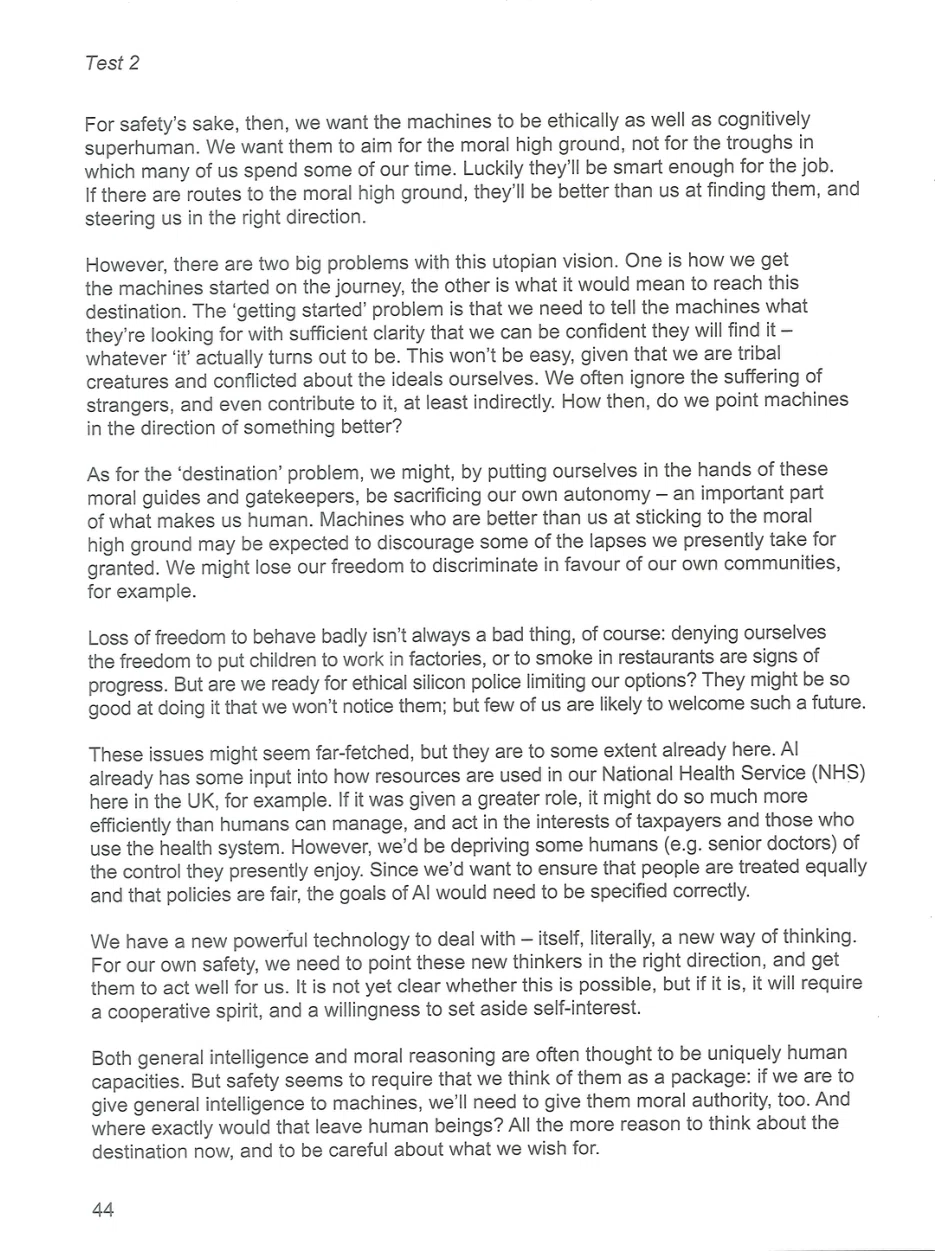 Test 2
For safety's sake, then, we want the machines to be ethically as well as cognitively
superhuman. We want them to aim for the moral high ground, not for the troughs in
which many of us spend some of our time. Luckily they'll be smart enough for the job.
If there are routes to the moral high ground, they'll be better than us at finding them, and
steering us in the right direction.
However, there are two big problems with this utopian vision. One is how we get
the machines started on the journey, the other is what it would mean to reach this
destination. The 'getting started' problem is that we need to tell the machines what
they're looking for with sufficient clarity that we can be confident they will find it –
whatever 'it' actually turns out to be. This won't be easy, given that we are tribal
creatures and conflicted about the ideals ourselves. We often ignore the suffering of
strangers, and even contribute to it, at least indirectly. How then, do we point machines
in the direction of something better?
As for the 'destination' problem, we might, by putting ourselves in the hands of these
moral guides and gatekeepers, be sacrificing our own autonomy – an important part
of what makes us human. Machines who are better than us at sticking to the moral
high ground may be expected to discourage some of the lapses we presently take for
granted. We might lose our freedom to discriminate in favour of our own communities,
for example.
Loss of freedom to behave badly isn't always a bad thing, of course: denying ourselves
the freedom to put children to work in factories, or to smoke in restaurants are signs of
progress. But are we ready for ethical silicon police limiting our options? They might be so
good at doing it that we won't notice them; but few of us are likely to welcome such a future.
These issues might seem far-fetched, but they are to some extent already here. AI
already has some input into how resources are used in our National Health Service (NHS)
here in the UK, for example. If it was given a greater role, it might do so much more
efficiently than humans can manage, and act in the interests of taxpayers and those who
use the health system. However, we'd be depriving some humans (e.g. senior doctors) of
the control they presently enjoy. Since we'd want to ensure that people are treated equally
and that policies are fair, the goals of AI would need to be specified correctly.
We have a new powerful technology to deal with – itself, literally, a new way of thinking.
For our own safety, we need to point these new thinkers in the right direction, and get
them to act well for us. It is not yet clear whether this is possible, but if it is, it will require
a cooperative spirit, and a willingness to set aside self-interest.
Both general intelligence and moral reasoning are often thought to be uniquely human
capacities. But safety seems to require that we think of them as a package: if we are to
give general intelligence to machines, we'll need to give them moral authority, too. And
where exactly would that leave human beings? All the more reason to think about the
destination now, and to be careful about what we wish for.
44